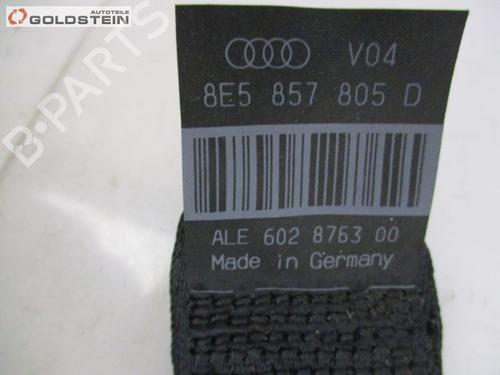 AUTOTEILE
GOLDSTEIN
B-PARTS
V04
8E5 857 805 D
ALE 602 8763 00
Made in Germany